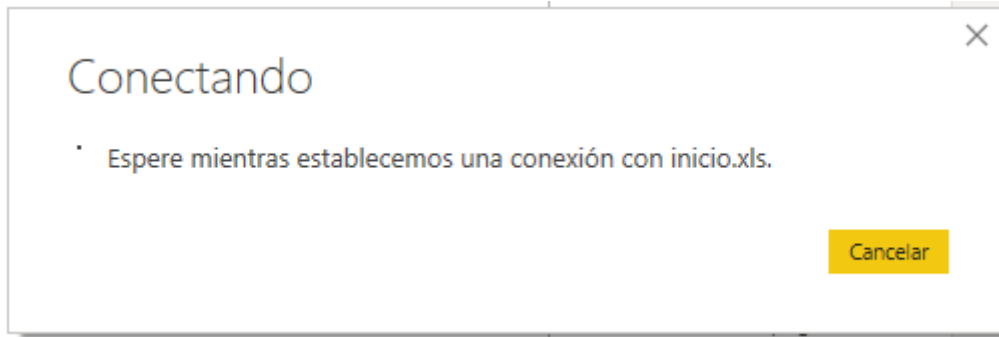 Conectando
Espere mientras establecemos una conexión con inicio.xls.
Cancelar